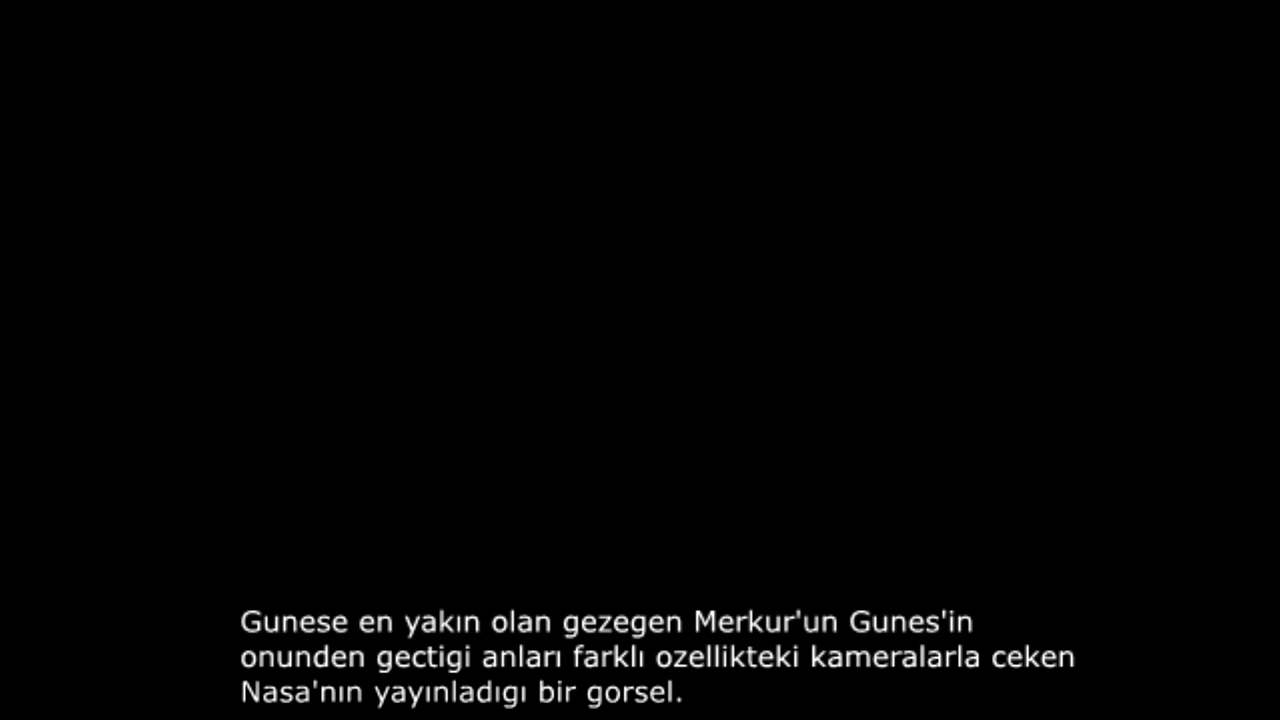 Gunese en yakın olan gezegen Merkur'un Gunes'in
onunden gectigi anları farklı ozellikteki kameralarla ceken
Nasa'nın yayınladıgı bir gorsel.